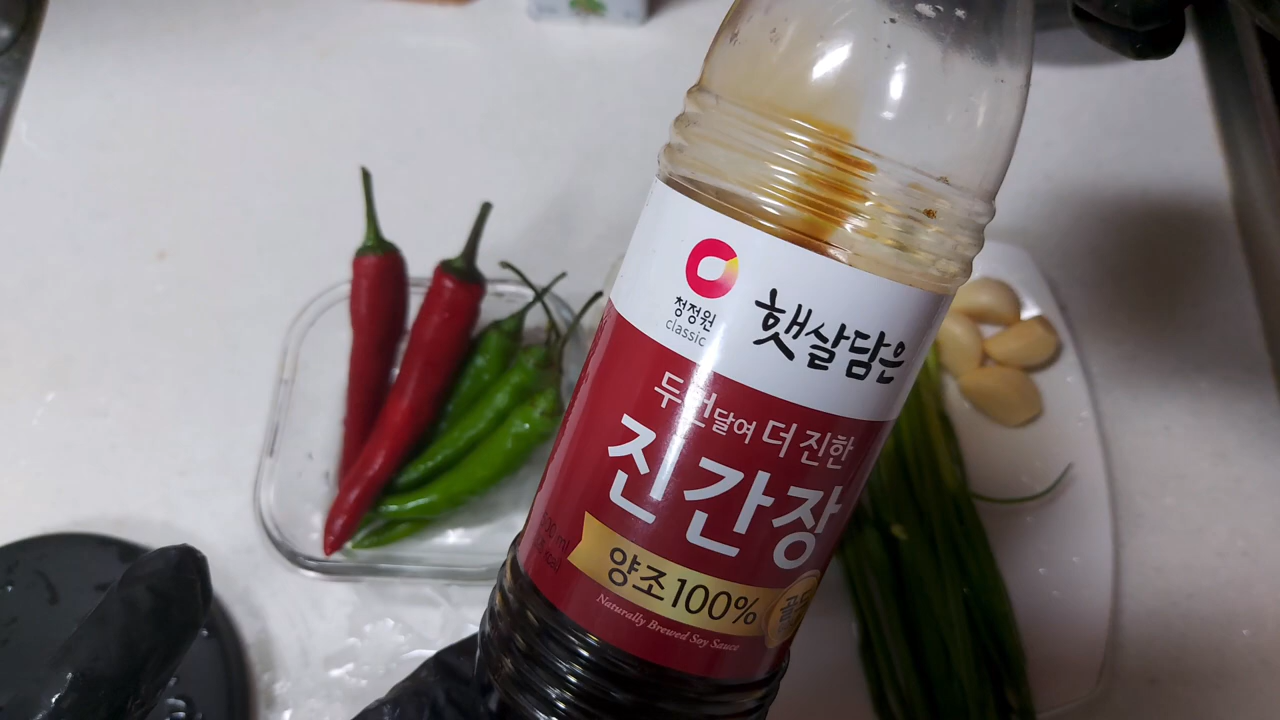 청정원
classic
햇살담은
두번달여 더 진한
진간장
양조100%
Naturally Brewed Soy Sauce